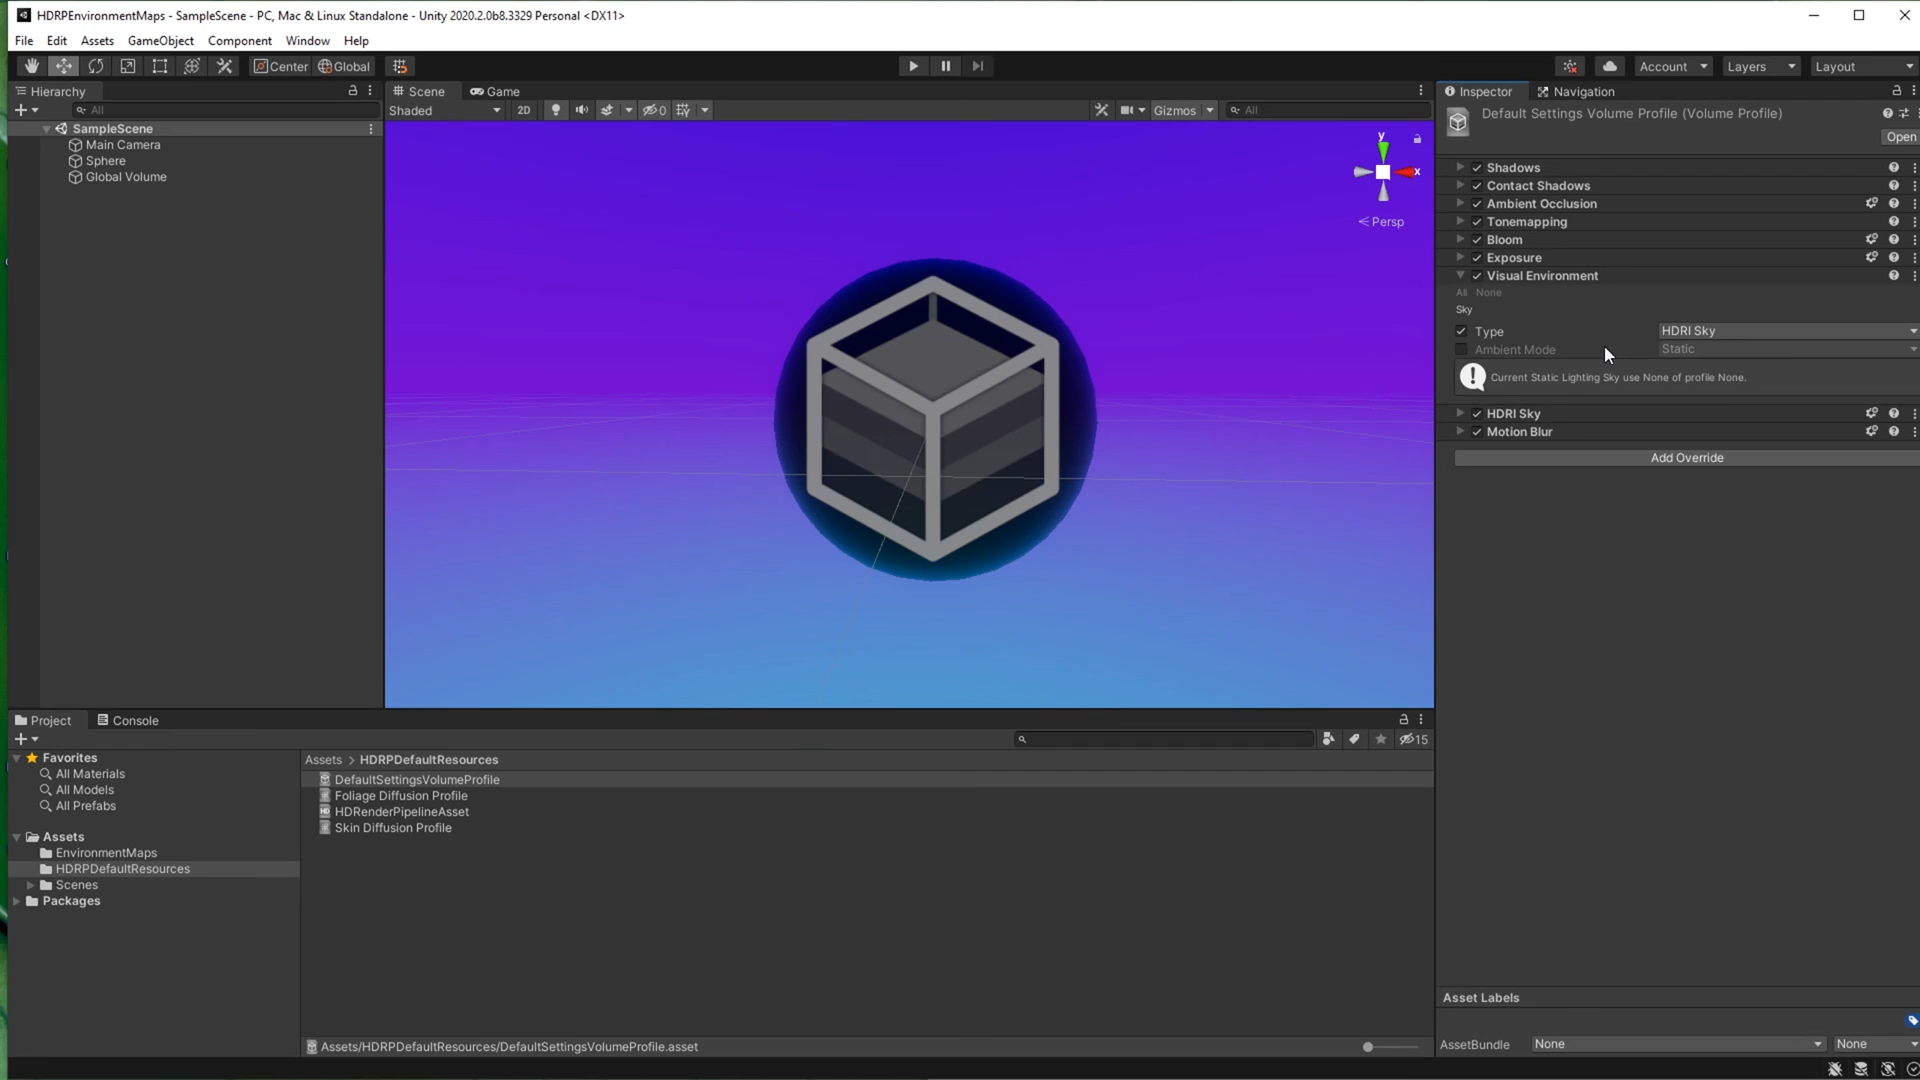 HDRPEnvironmentMaps - SampleScene - PC, Mac & Linux Standalone - Unity 2020.2.0b8.3329 Personal <DX11>
File Edit Assets GameObject Component Window Help
Center Global Account Layers Layout
Hierarchy
All
SampleScene
Main Camera
Sphere
Global Volume
Scene Game
Shaded 2D 0 Gizmos All
y
x
Persp
Inspector Navigation
Default Settings Volume Profile (Volume Profile)
Open
Shadows
Contact Shadows
Ambient Occlusion
Tonemapping
Bloom
Exposure
Visual Environment
All None
Sky
Type HDRI Sky
Ambient Mode Static
Current Static Lighting Sky use None of profile None.
HDRI Sky
Motion Blur
Add Override
Project Console
15
Favorites
All Materials
All Models
All Prefabs
Assets
EnvironmentMaps
HDRPDefaultResources
Scenes
Packages
Assets > HDRPDefaultResources
DefaultSettingsVolumeProfile
Foliage Diffusion Profile
HDRenderPipelineAsset
Skin Diffusion Profile
Assets/HDRPDefaultResources/DefaultSettingsVolumeProfile.asset
Asset Labels
AssetBundle None None